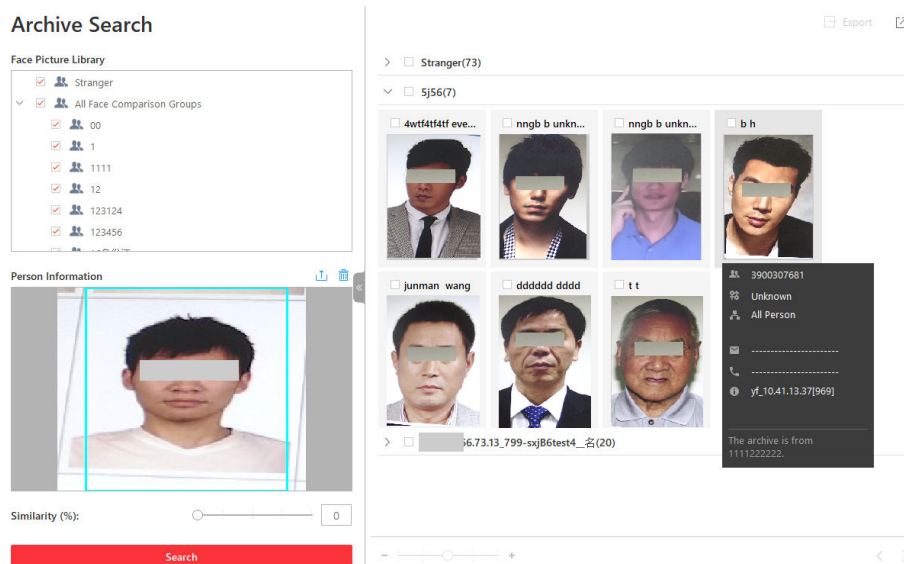 Archive Search
Face Picture Library
Stranger
All Face Comparison Groups
00
1
1111
12
123124
123456
Person Information
Similarity (%):
0
Search
Export
Stranger(73)
5j56(7)
4wtf4tf4tf eve...
nngb b unkn...
nngb b unkn...
b h
junman wang
dddddd dddd
t t
3900307681
Unknown
All Person
----------------------
----------------------
yf_10.41.13.37[969]
The archive is from
1111222222.
6.73.13_799-sxjB6test4__名(20)